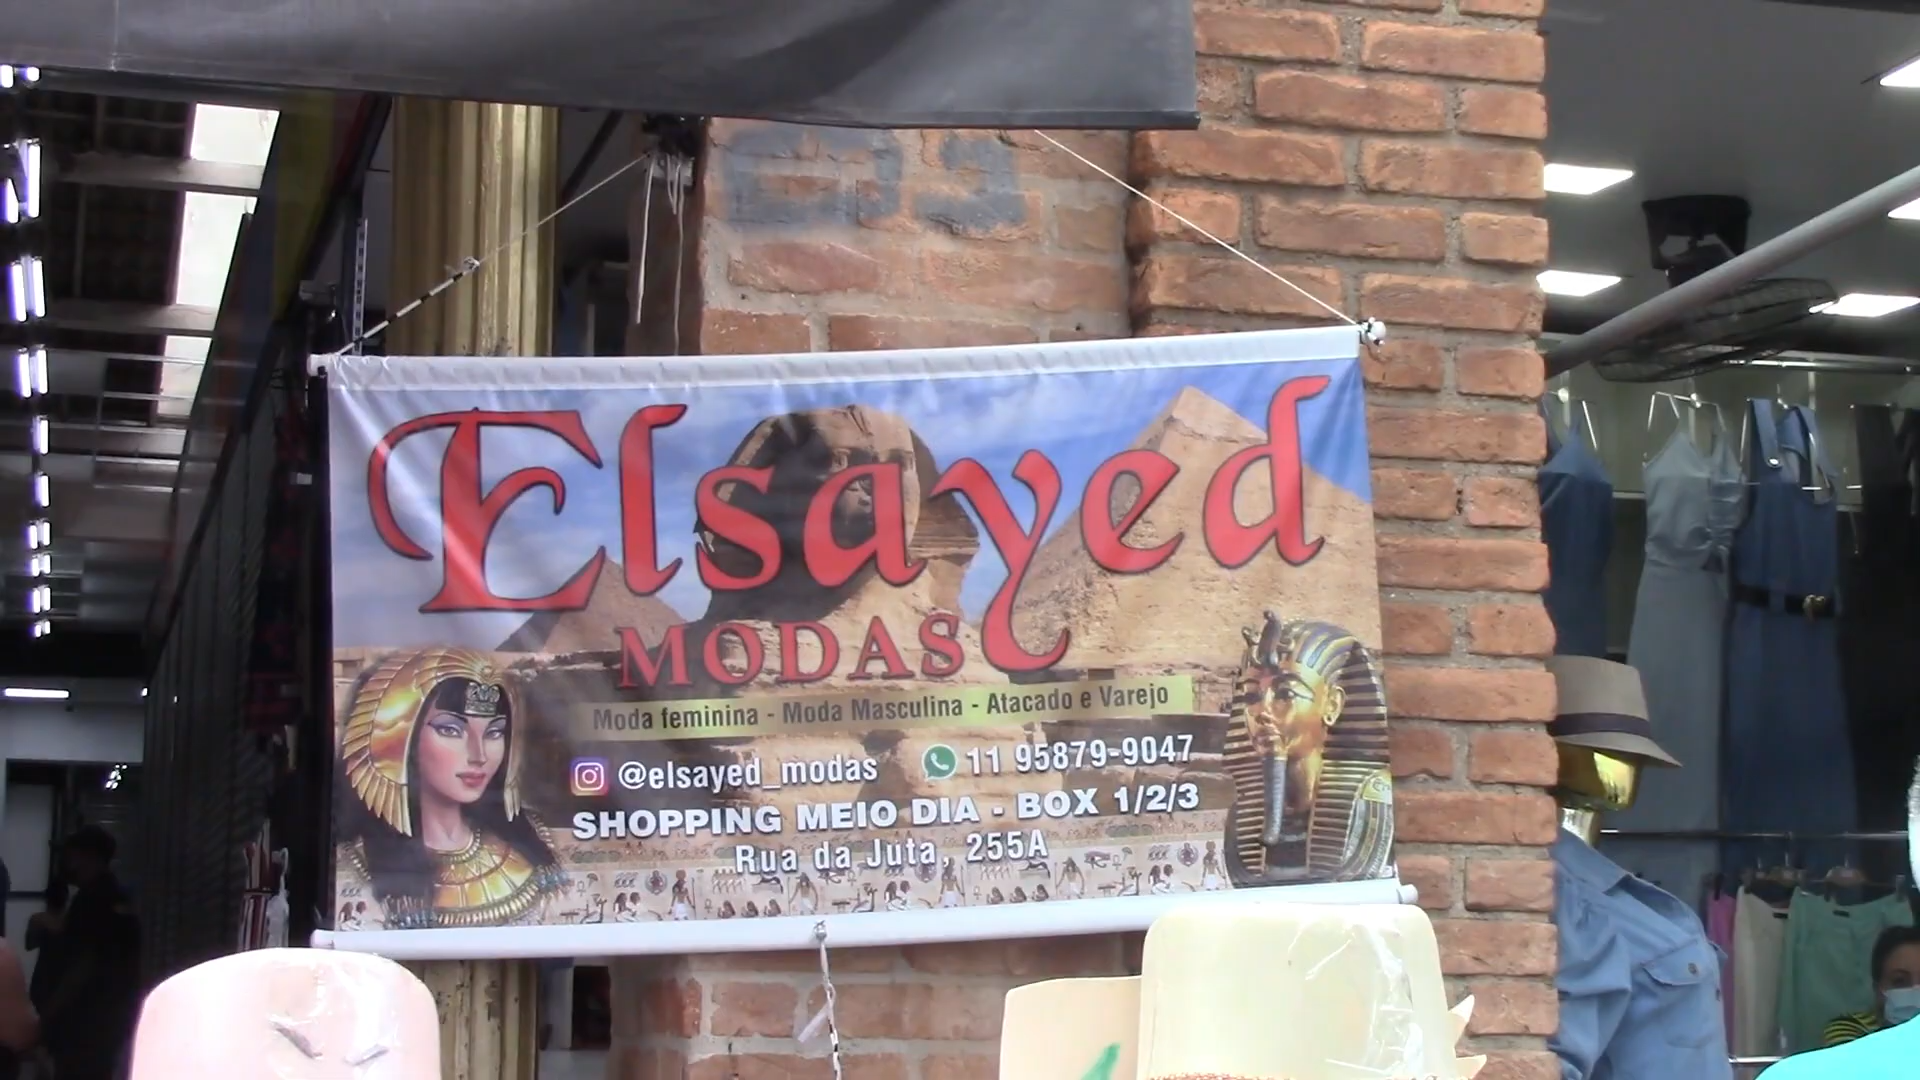 Elsayed
MODAS
Moda feminina - Moda Masculina - Atacado e Varejo
@elsayed_modas 11 95879-9047
SHOPPING MEIO DIA - BOX 1/2/3
Rua da Juta, 255A